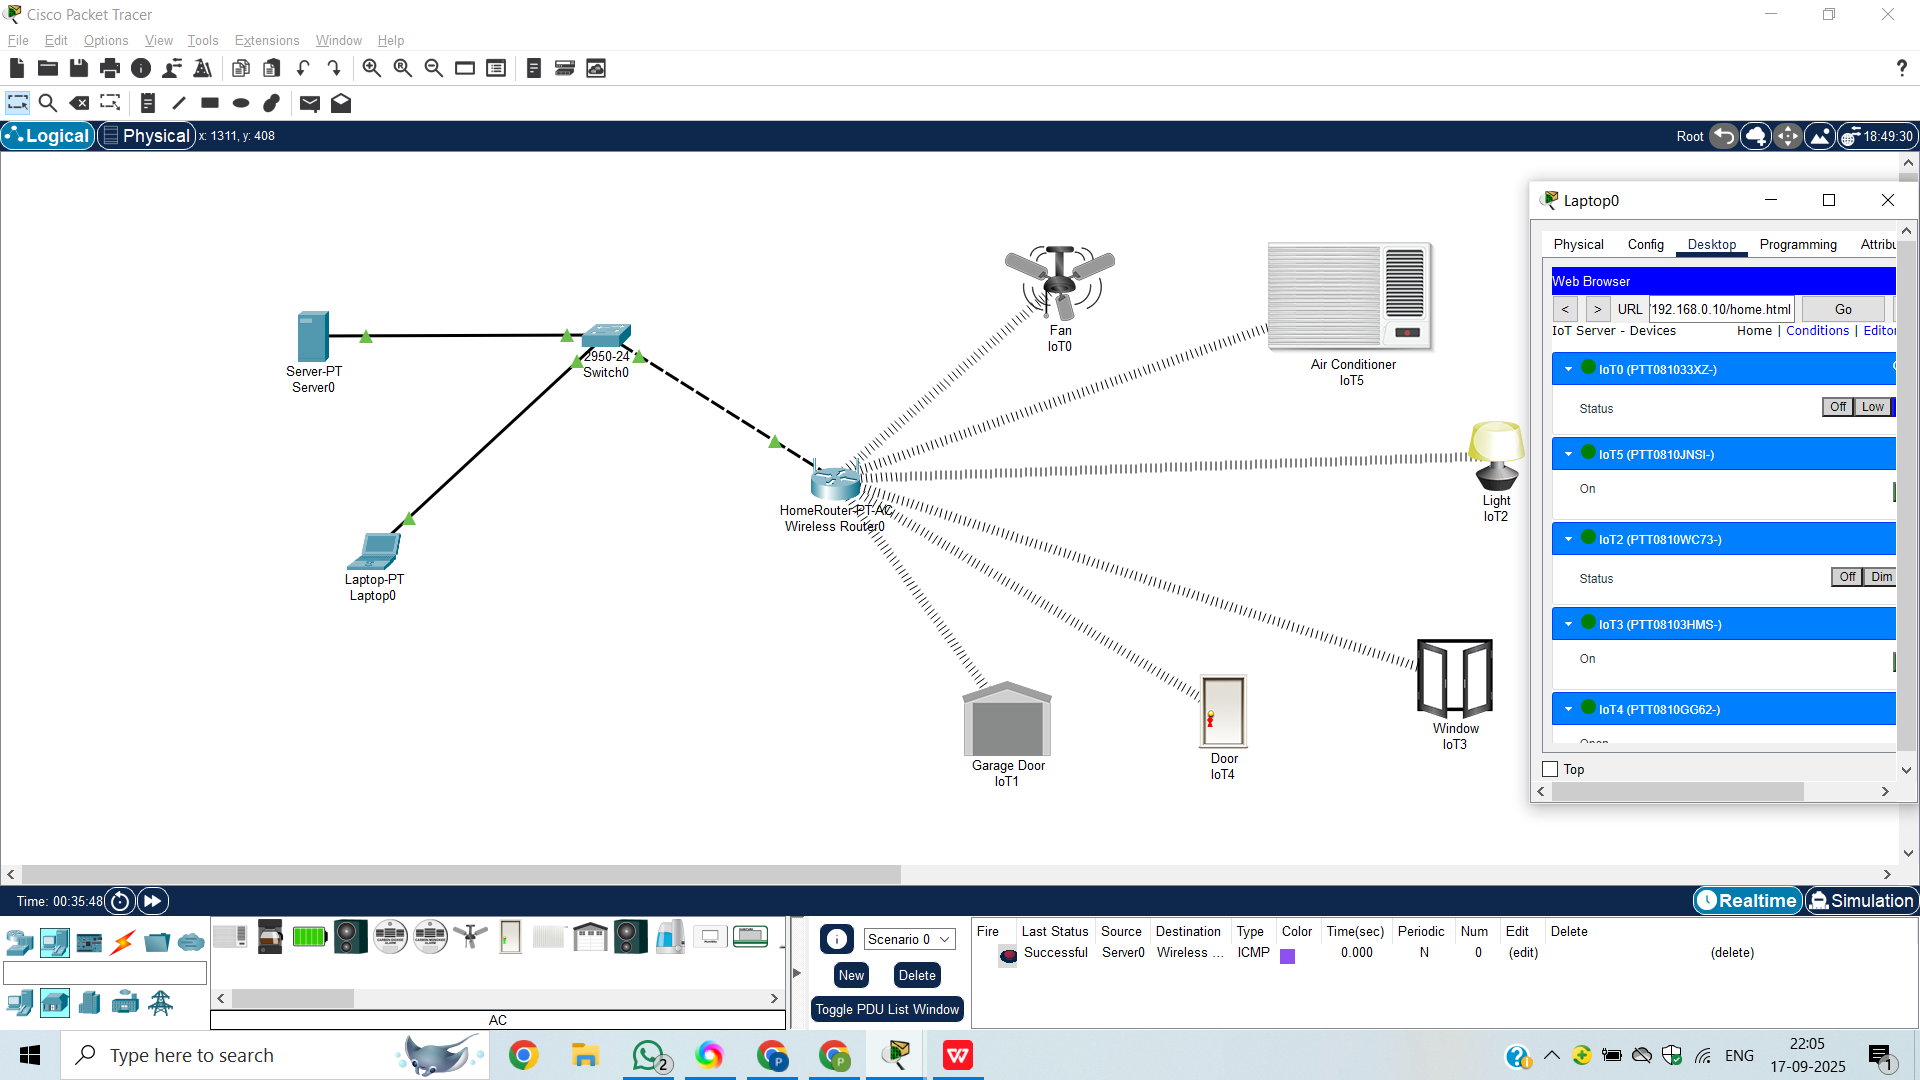 Cisco Packet Tracer
File Edit Options View Tools Extensions Window Help
?
Logical Physical x: 1311, y: 408 Root 18:49:30
Fan
IoT0
Air Conditioner
IoT5
Server-PT
Server0
2950-24
Switch0
Light
IoT2
HomeRouter-PT-AC
Wireless Router0
Laptop-PT
Laptop0
Window
IoT3
Door
IoT4
Garage Door
IoT1
Laptop0
Physical Config Desktop Programming Attribu
Web Browser
< > URL 192.168.0.10/home.html Go
IoT Server - Devices Home | Conditions | Editor
IoT0 (PTT081033XZ-)
Status Off Low
IoT5 (PTT0810JNSI-)
On
IoT2 (PTT0810WC73-)
Status Off Dim
IoT3 (PTT08103HMS-)
On
IoT4 (PTT0810GG62-)
Open
Top
Time: 00:35:48 Realtime Simulation
Scenario 0
New Delete
Toggle PDU List Window
AC
Fire Last Status Source Destination Type Color Time(sec) Periodic Num Edit Delete
Successful Server0 Wireless ... ICMP 0.000 N 0 (edit) (delete)
Type here to search
2
ENG
22:05
17-09-2025
1